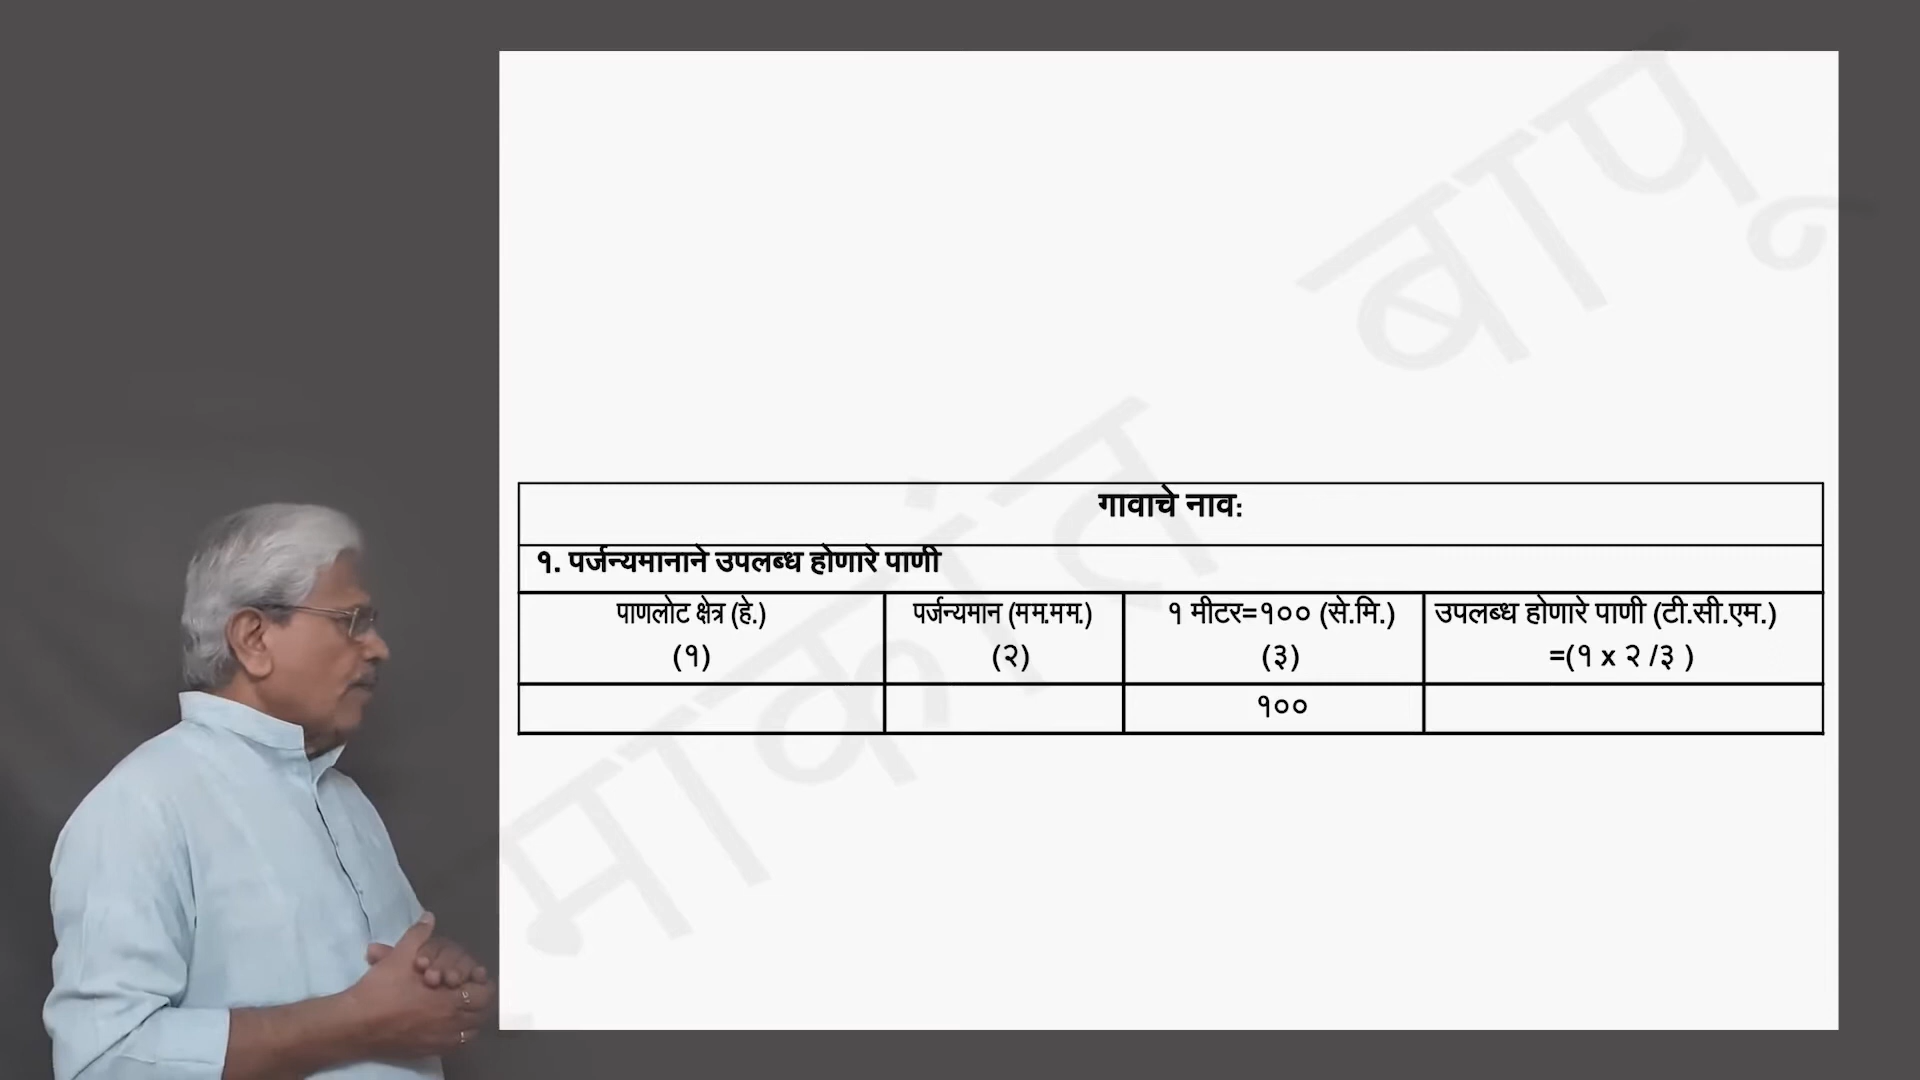 गावाचे नाव:
१. पर्जन्यमानाने उपलब्ध होणारे पाणी
पाणलोट क्षेत्र (हे.)
(१)
पर्जन्यमान (मम.मम.)
(२)
१ मीटर=१०० (से.मि.)
(३)
उपलब्ध होणारे पाणी (टी.सी.एम.)
=(१ x २ /३ )
१००
माकांत बापू